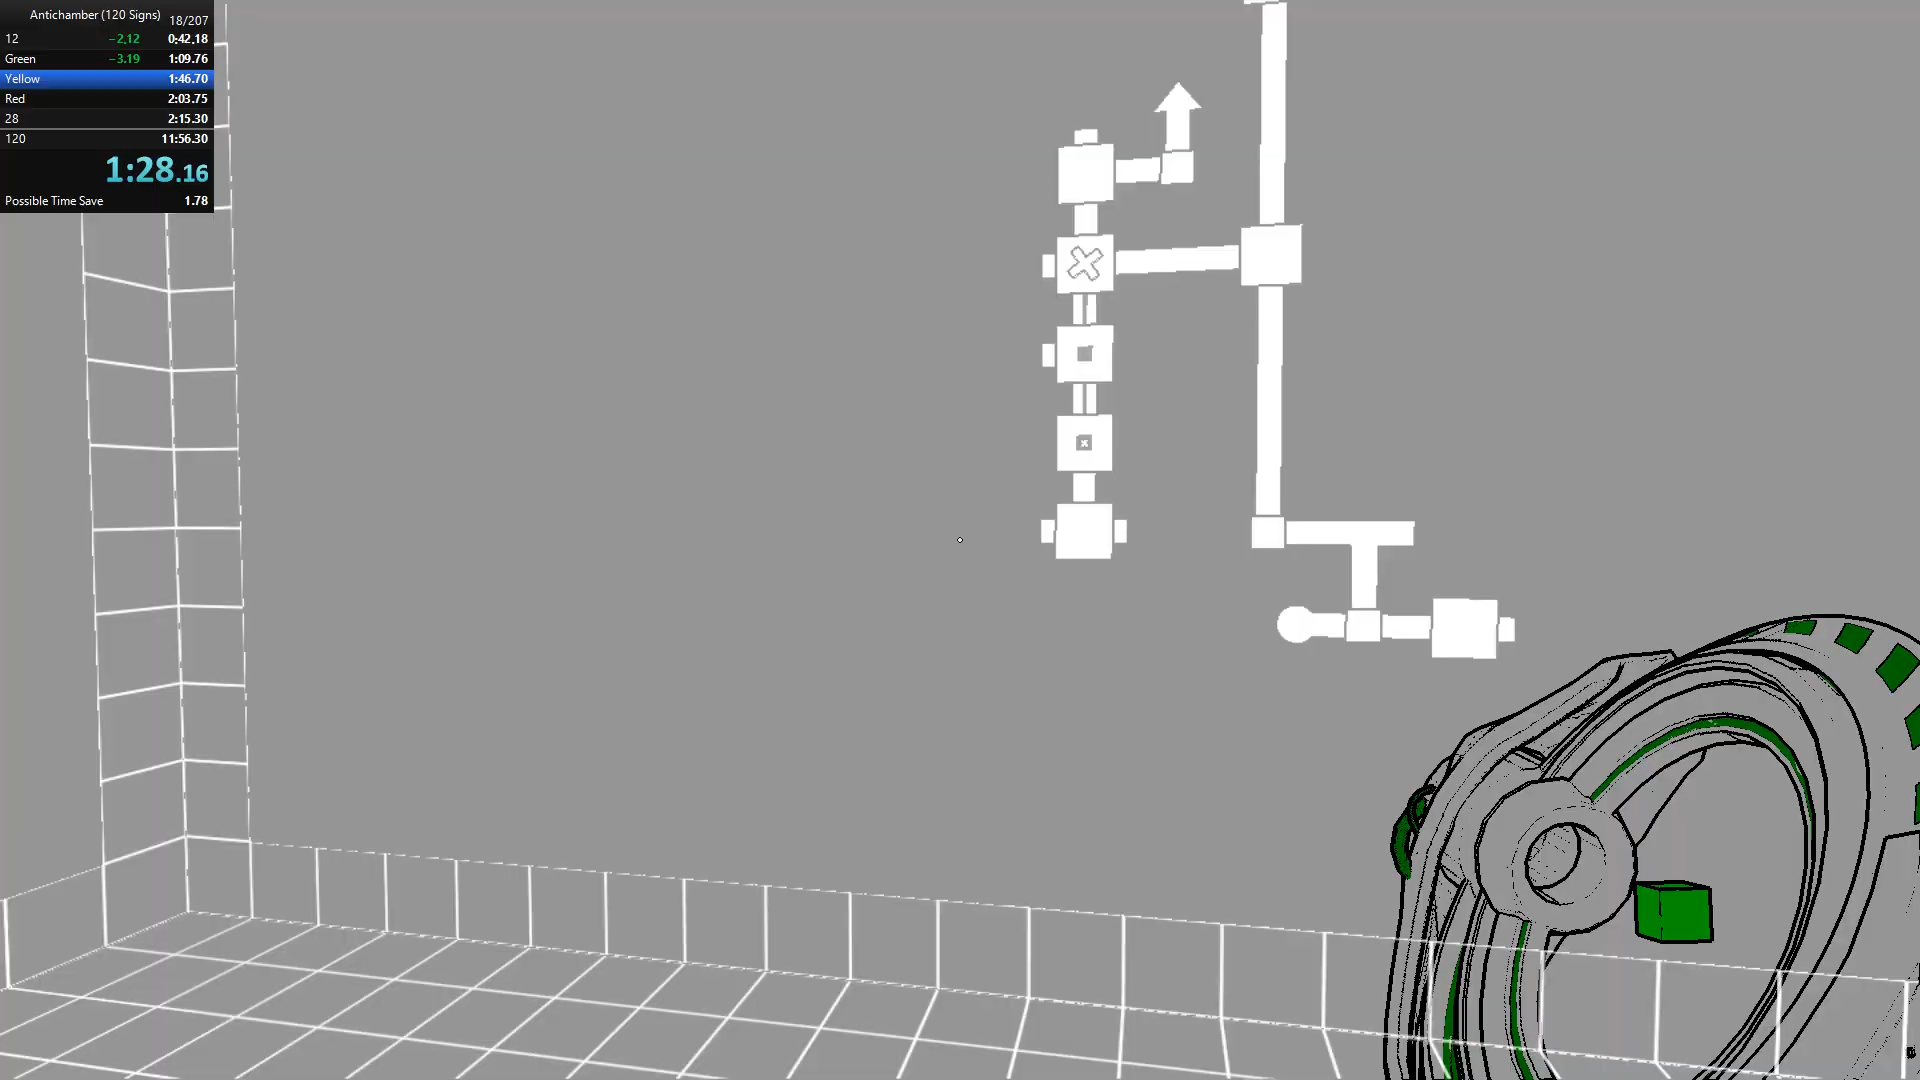 Antichamber (120 Signs)
18/207
12 −2.12 0:42.18
Green −3.19 1:09.76
Yellow 1:46.70
Red 2:03.75
28 2:15.30
120 11:56.30
1:28.16
Possible Time Save 1.78